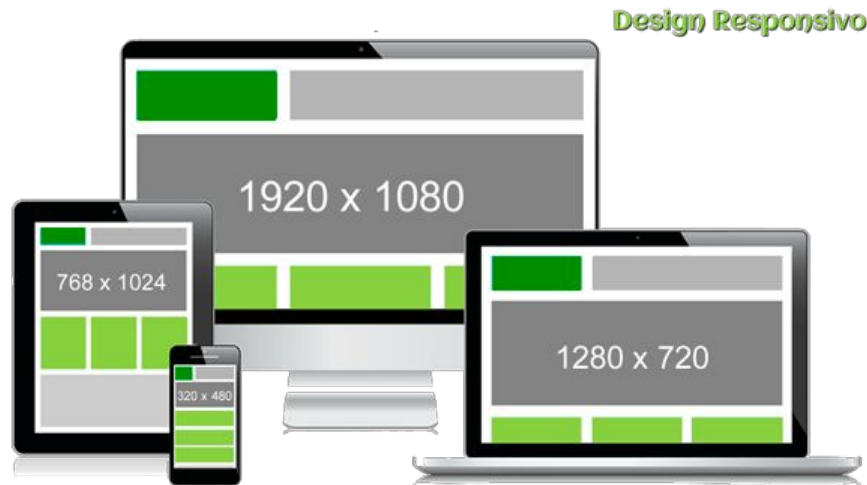 Design Responsivo
1920 x 1080
768 x 1024
1280 x 720
320 x 480